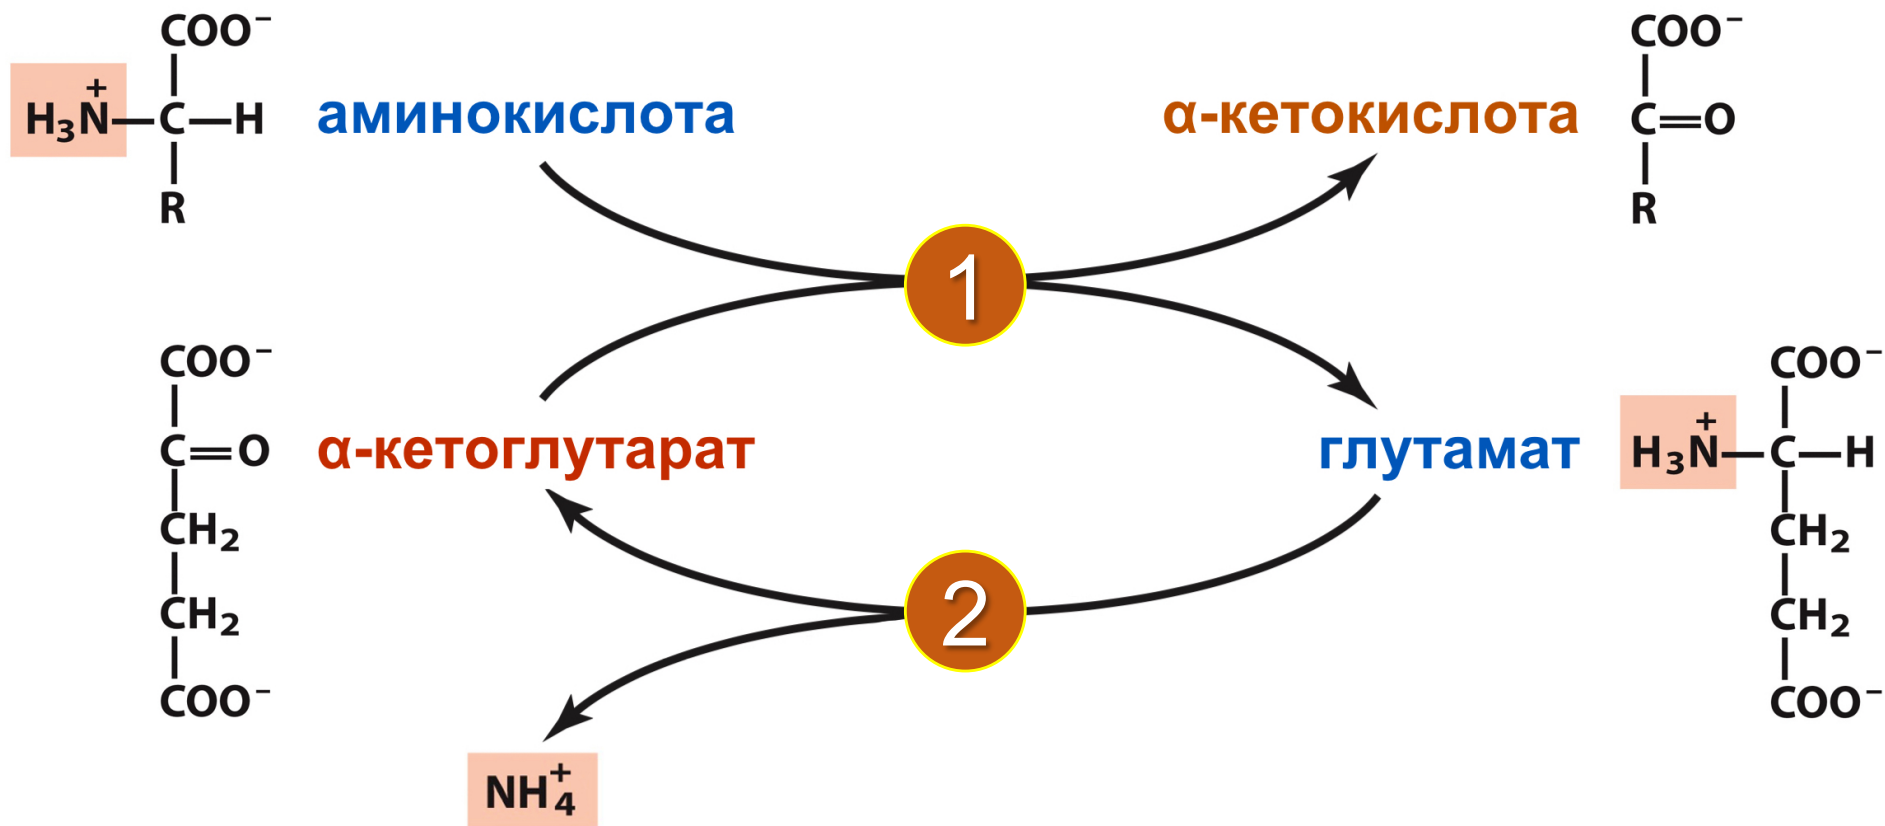 COO⁻
H₃N⁺—C—H
R
аминокислота
α-кетокислота
COO⁻
C=O
R
1
COO⁻
C=O
CH₂
CH₂
COO⁻
α-кетоглутарат
глутамат
COO⁻
H₃N⁺—C—H
CH₂
CH₂
COO⁻
2
NH₄⁺